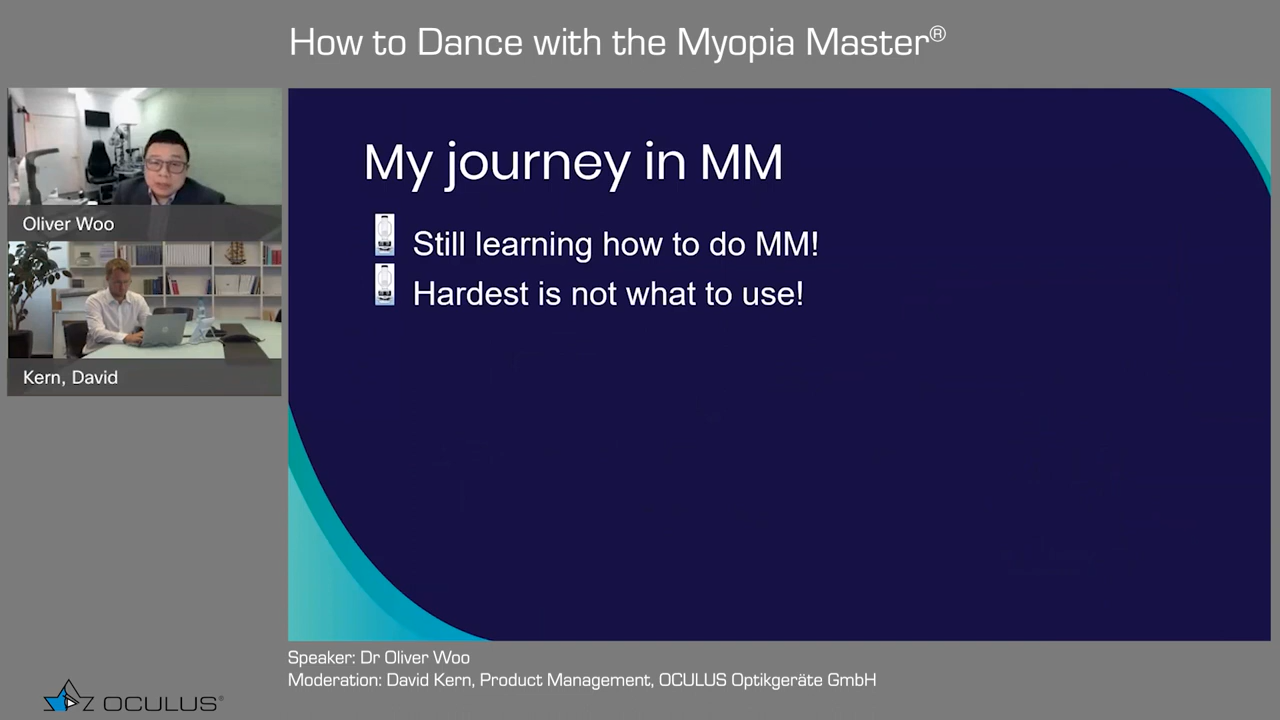 How to Dance with the Myopia Master®
Oliver Woo
Kern, David
My journey in MM
Still learning how to do MM!
Hardest is not what to use!
Speaker: Dr Oliver Woo
Moderation: David Kern, Product Management, OCULUS Optikgeräte GmbH
OCULUS®